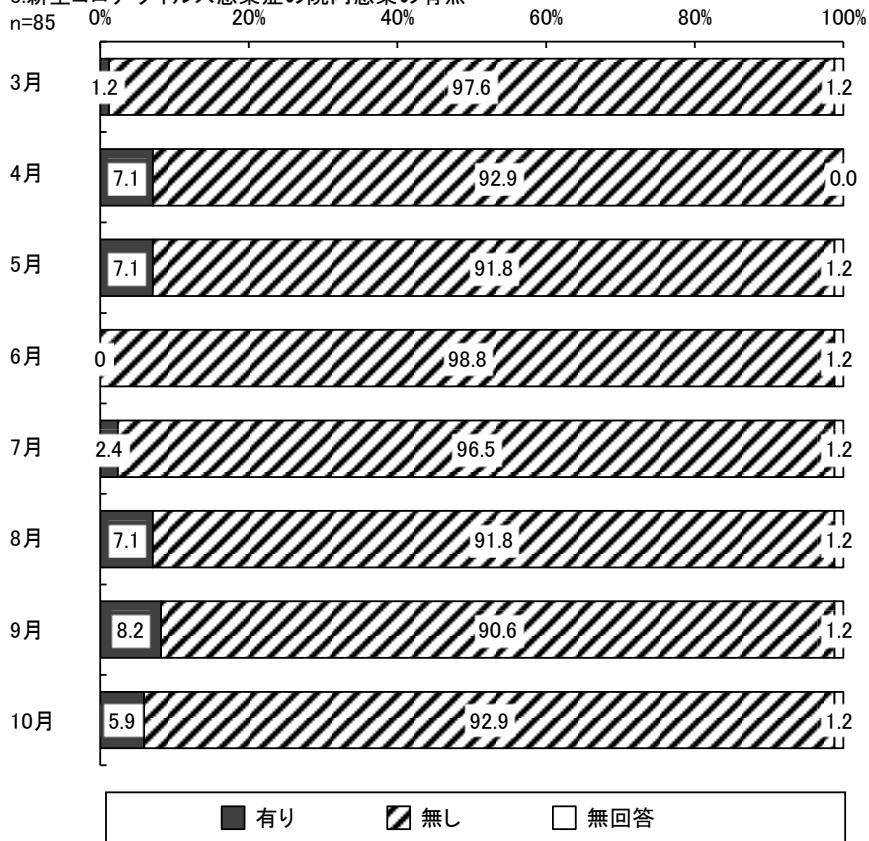 n=85
0% 20% 40% 60% 80% 100%
3月 1.2 97.6 1.2
4月 7.1 92.9 0.0
5月 7.1 91.8 1.2
6月 0 98.8 1.2
7月 2.4 96.5 1.2
8月 7.1 91.8 1.2
9月 8.2 90.6 1.2
10月 5.9 92.9 1.2
有り 無し 無回答